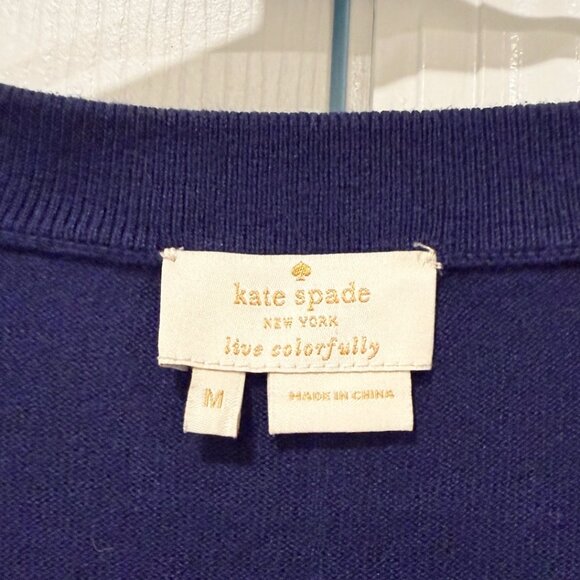 kate spade
NEW YORK
live colorfully
M
MADE IN CHINA